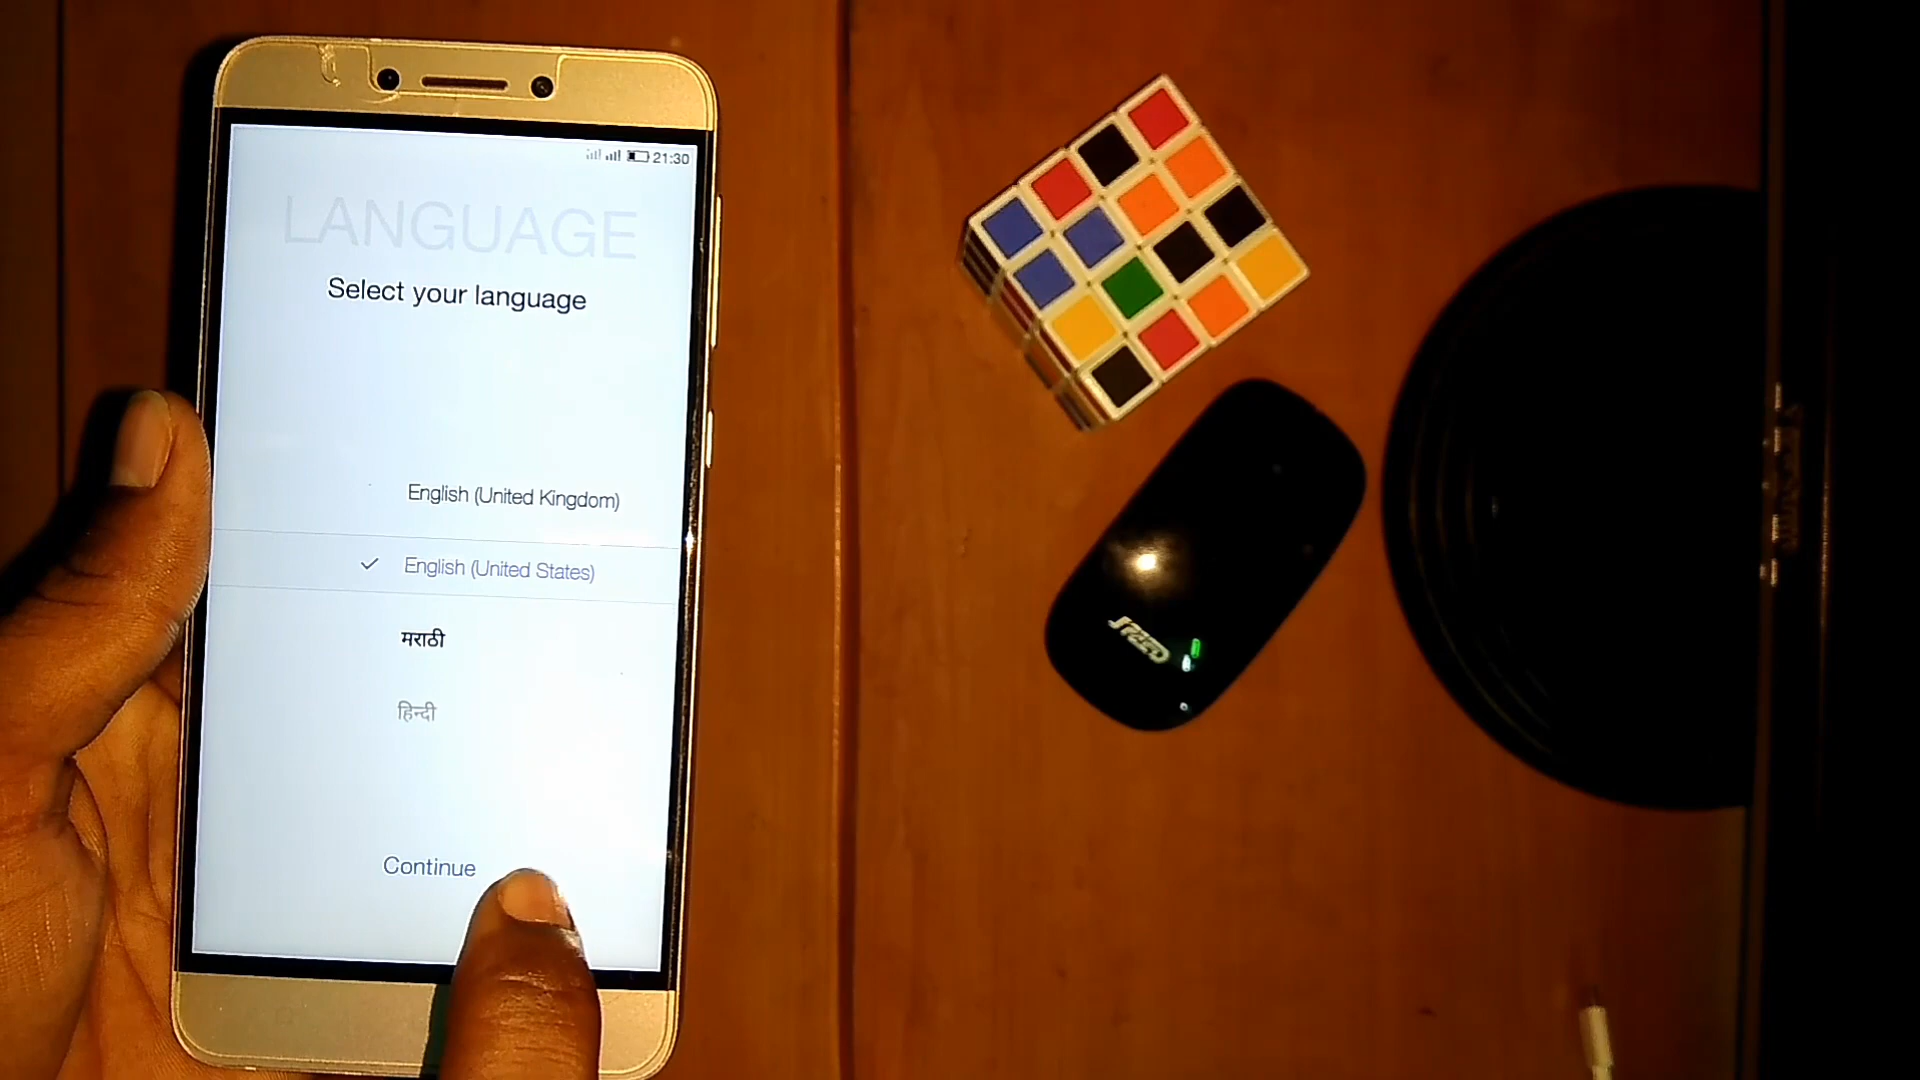 21:30
LANGUAGE
Select your language
English (United Kingdom)
English (United States)
मराठी
हिन्दी
Continue